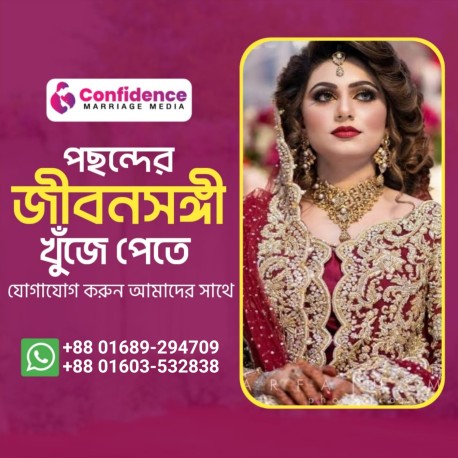 Confidence
MARRIAGE MEDIA
পছন্দের
জীবনসঙ্গী
খুঁজে পেতে
যোগাযোগ করুন আমাদের সাথে
+88 01689-294709
+88 01603-532838